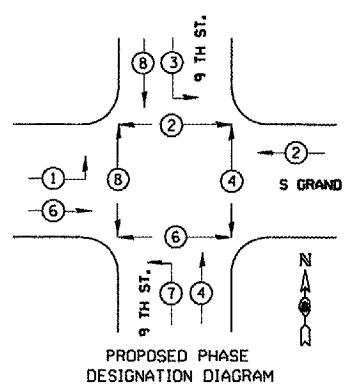 9 TH ST.
8 3
2
1 8 4 2
S GRAND
6
6
N
9 TH ST.
7 4
PROPOSED PHASE
DESIGNATION DIAGRAM